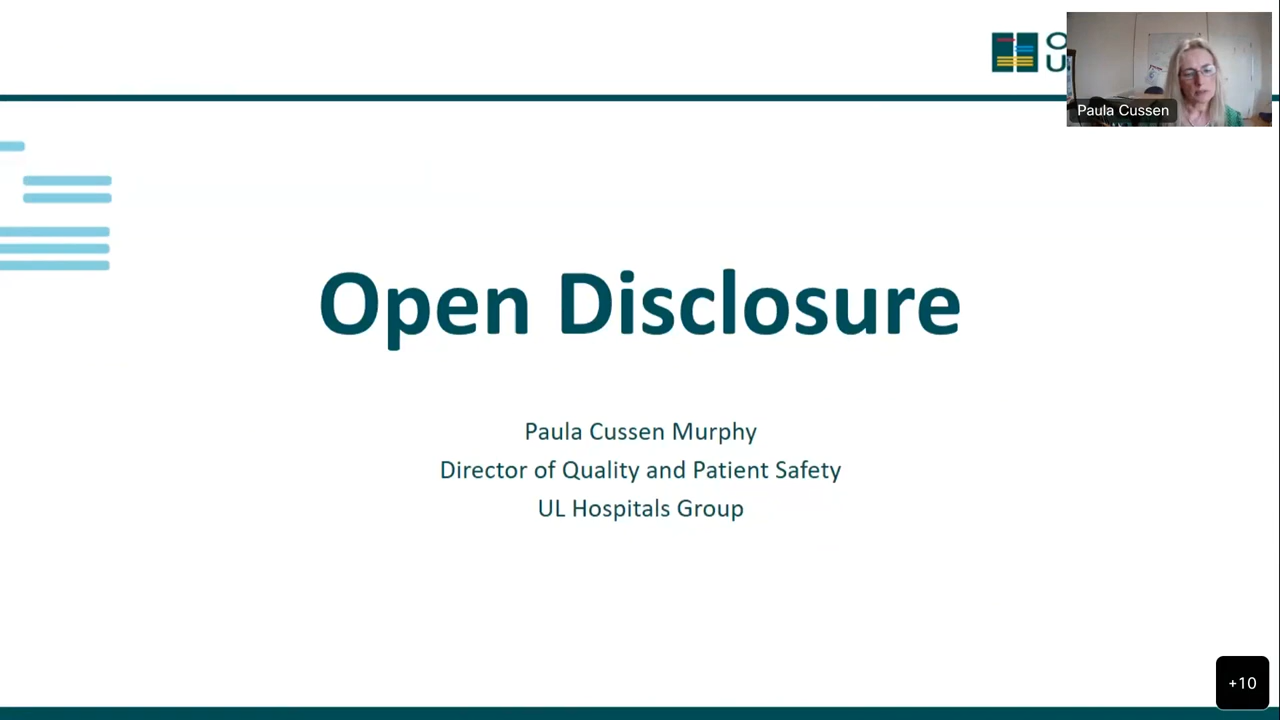 Paula Cussen
Open Disclosure
Paula Cussen Murphy
Director of Quality and Patient Safety
UL Hospitals Group
+10